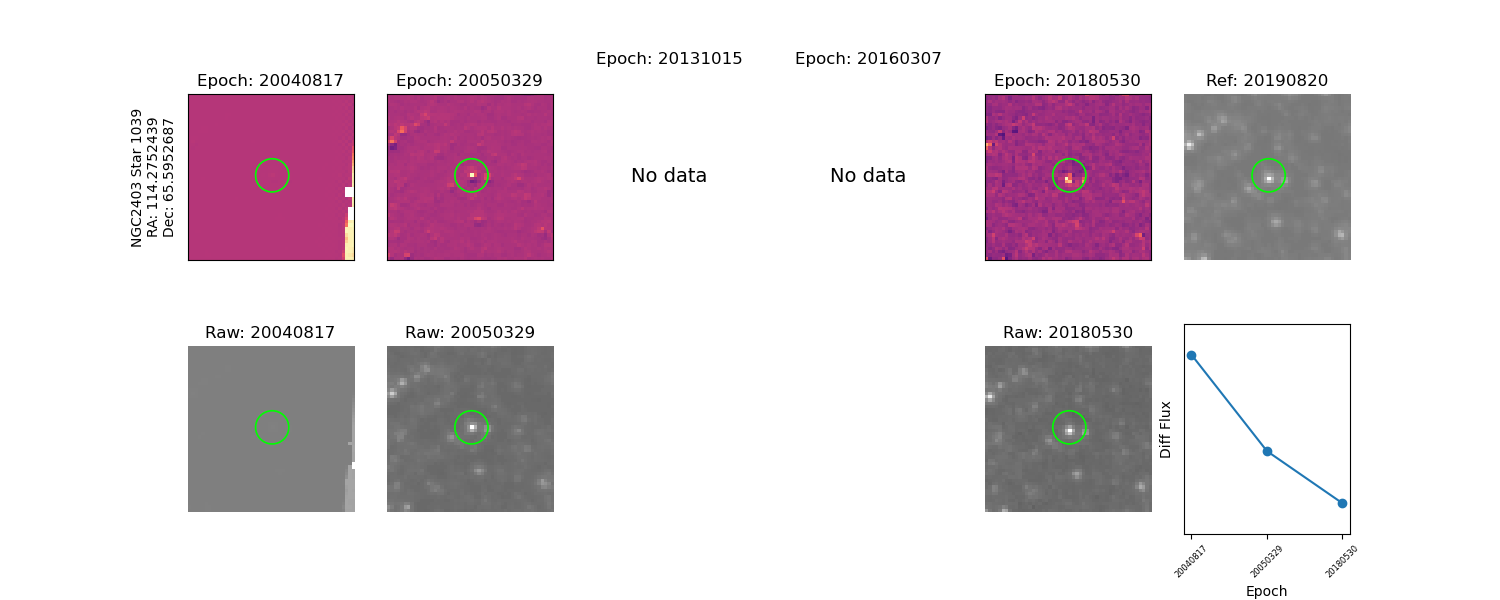 Epoch: 20131015
Epoch: 20160307
Epoch: 20040817
Epoch: 20050329
Epoch: 20180530
Ref: 20190820
NGC2403 Star 1039
RA: 114.2752439
Dec: 65.5952687
No data
No data
Raw: 20040817
Raw: 20050329
Raw: 20180530
Diff Flux
20040817
20050329
20180530
Epoch